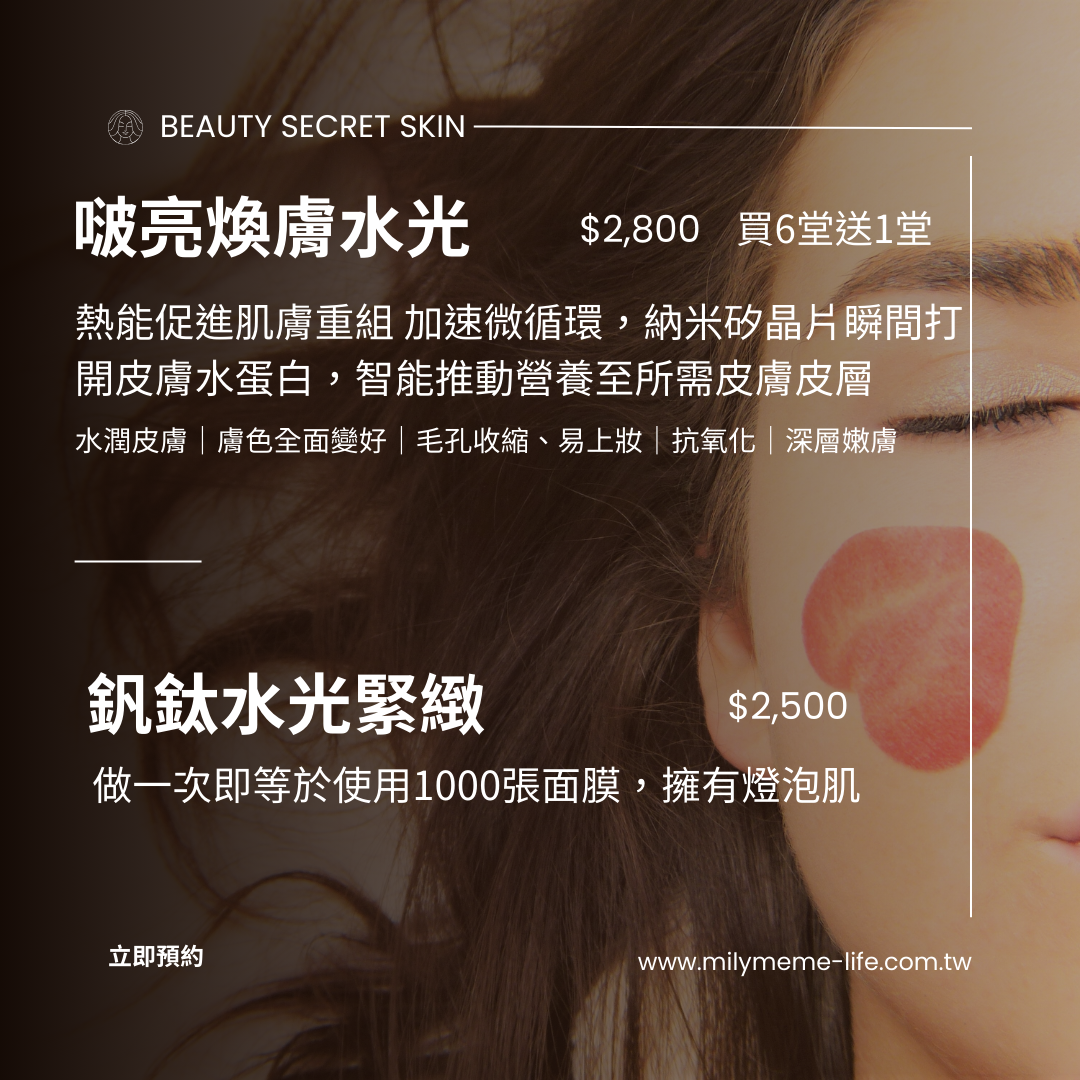 BEAUTY SECRET SKIN
啵亮煥膚水光 $2,800 買6堂送1堂
熱能促進肌膚重組 加速微循環，納米矽晶片瞬間打
開皮膚水蛋白，智能推動營養至所需皮膚皮層
水潤皮膚｜膚色全面變好｜毛孔收縮、易上妝｜抗氧化｜深層嫩膚
釩鈦水光緊緻 $2,500
做一次即等於使用1000張面膜，擁有燈泡肌
立即預約 www.milymeme-life.com.tw